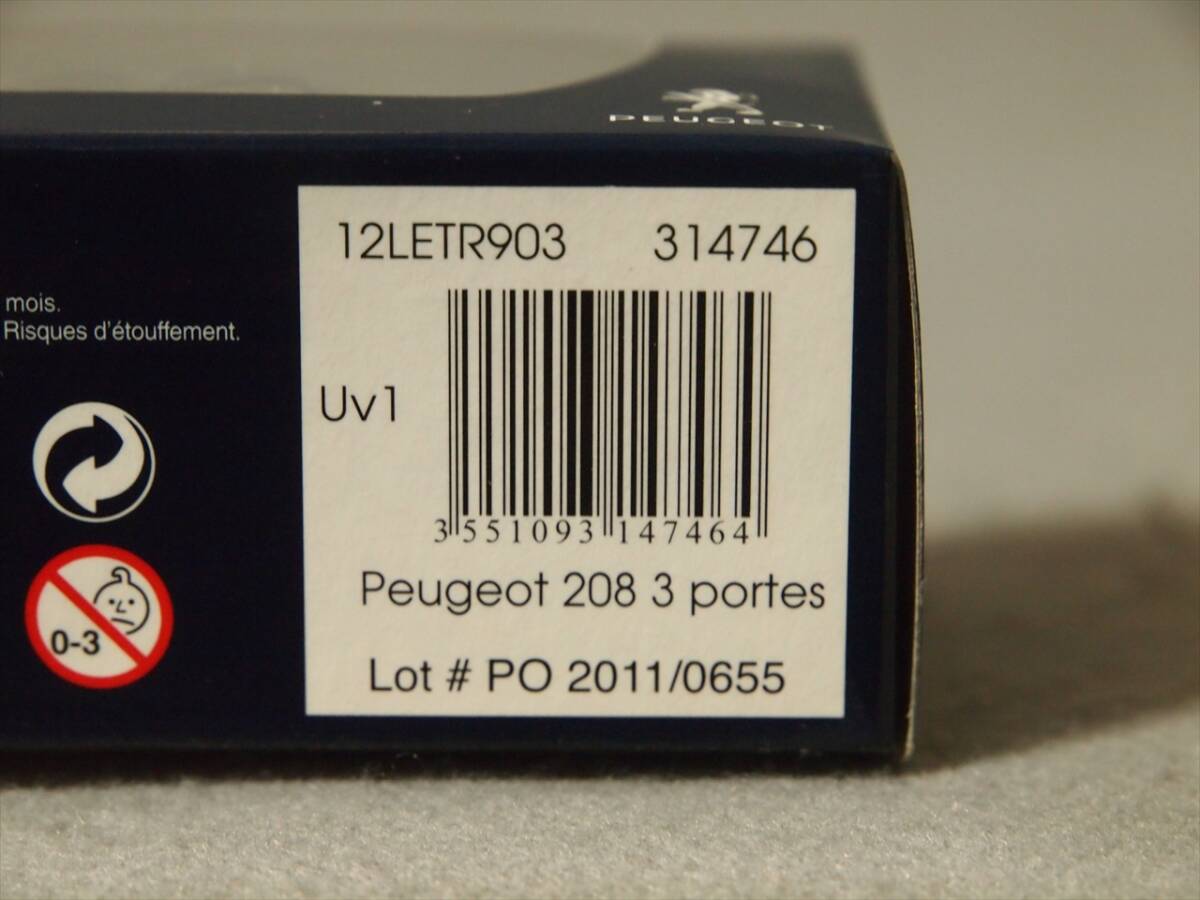 PEUGEOT
12LETR903 314746
mois.
Risques d'étouffement.
Uv1
3 551093 147464
Peugeot 208 3 portes
0-3
Lot # PO 2011/0655